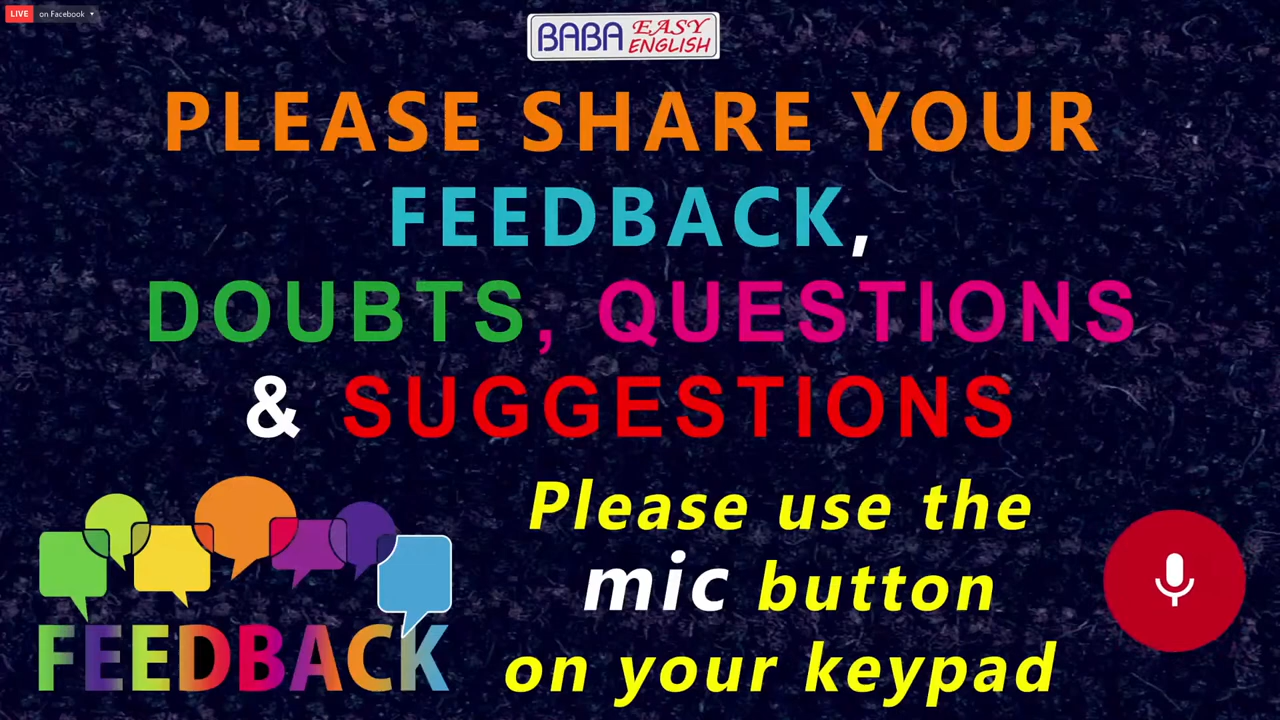 LIVE on Facebook
BABA EASY ENGLISH
PLEASE SHARE YOUR
FEEDBACK,
DOUBTS, QUESTIONS
& SUGGESTIONS
Please use the
mic button
on your keypad
FEEDBACK